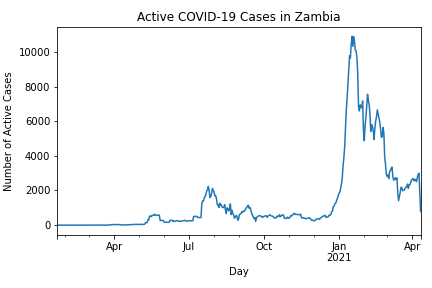 Active COVID-19 Cases in Zambia
Number of Active Cases
10000
8000
6000
4000
2000
0
Apr
Jul
Oct
Jan
2021
Apr
Day